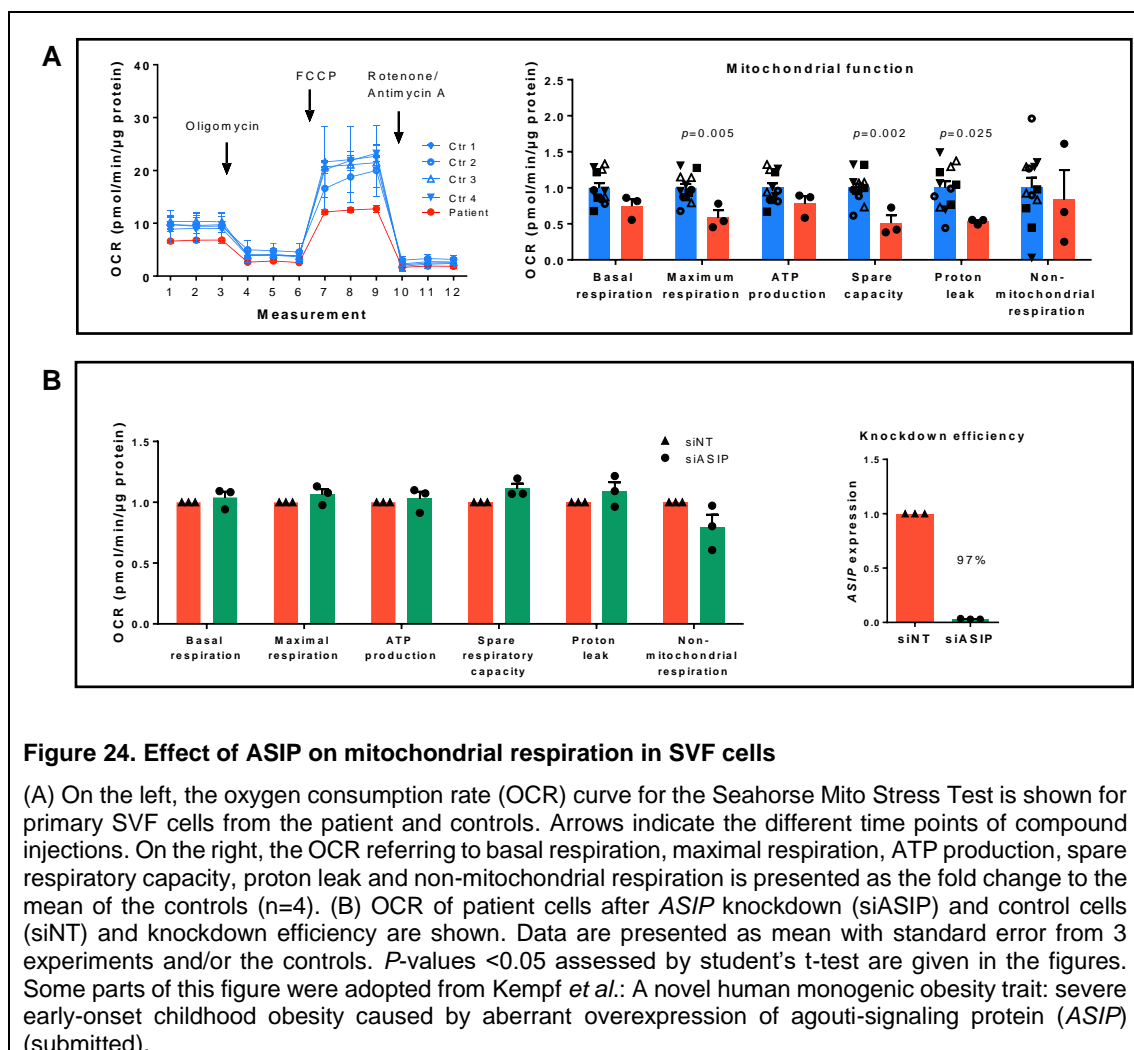 A
OCR (pmol/min/µg protein)
40
30
20
10
0
Oligomycin
FCCP
Rotenone/
Antimycin A
Ctr 1
Ctr 2
Ctr 3
Ctr 4
Patient
1 2 3 4 5 6 7 8 9 10 11 12
Measurement
Mitochondrial function
OCR (pmol/min/µg protein)
2.5
2.0
1.5
1.0
0.5
0.0
p=0.005
p=0.002
p=0.025
Basal
respiration
Maximum
respiration
ATP
production
Spare
capacity
Proton
leak
Non-
mitochondrial
respiration
B
OCR (pmol/min/µg protein)
1.5
1.0
0.5
0.0
siNT
siASIP
Basal
respiration
Maximal
respiration
ATP
production
Spare
respiratory
capacity
Proton
leak
Non-
mitochondrial
respiration
Knockdown efficiency
ASIP expression
1.5
1.0
0.5
0.0
97%
siNT siASIP
Figure 24. Effect of ASIP on mitochondrial respiration in SVF cells
(A) On the left, the oxygen consumption rate (OCR) curve for the Seahorse Mito Stress Test is shown for
primary SVF cells from the patient and controls. Arrows indicate the different time points of compound
injections. On the right, the OCR referring to basal respiration, maximal respiration, ATP production, spare
respiratory capacity, proton leak and non-mitochondrial respiration is presented as the fold change to the
mean of the controls (n=4). (B) OCR of patient cells after ASIP knockdown (siASIP) and control cells
(siNT) and knockdown efficiency are shown. Data are presented as mean with standard error from 3
experiments and/or the controls. P-values <0.05 assessed by student's t-test are given in the figures.
Some parts of this figure were adopted from Kempf et al.: A novel human monogenic obesity trait: severe
early-onset childhood obesity caused by aberrant overexpression of agouti-signaling protein (ASIP)
(submitted).